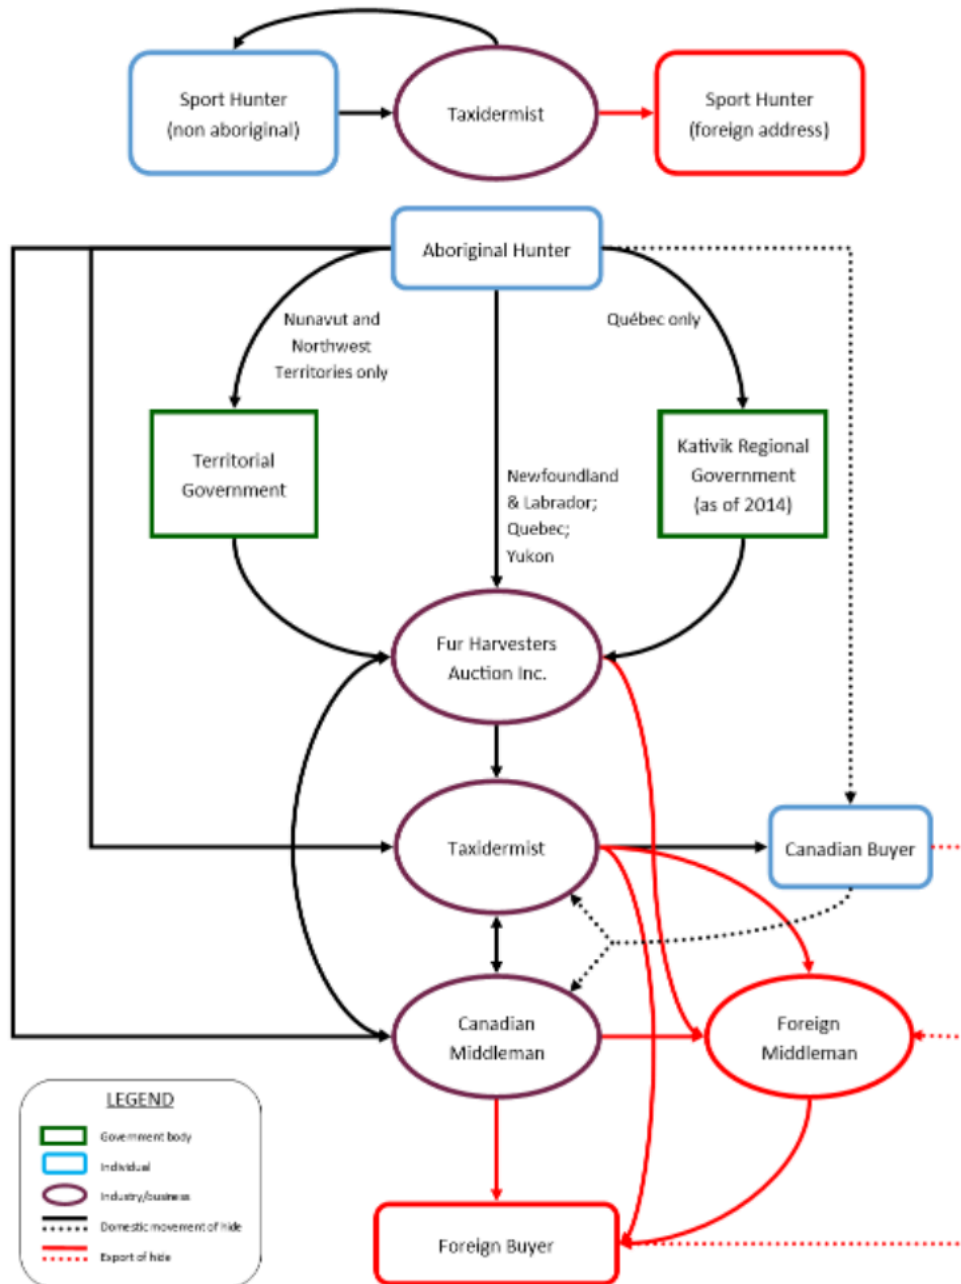 Sport Hunter
(non aboriginal)
Taxidermist
Sport Hunter
(foreign address)
Aboriginal Hunter
Nunavut and
Northwest
Territories only
Québec only
Territorial
Government
Kativik Regional
Government
(as of 2014)
Newfoundland
& Labrador;
Quebec;
Yukon
Fur Harvesters
Auction Inc.
Taxidermist
Canadian Buyer
Canadian
Middleman
Foreign
Middleman
Foreign Buyer
LEGEND
Government body
Individual
Industry/business
Domestic movement of hide
Export of hide